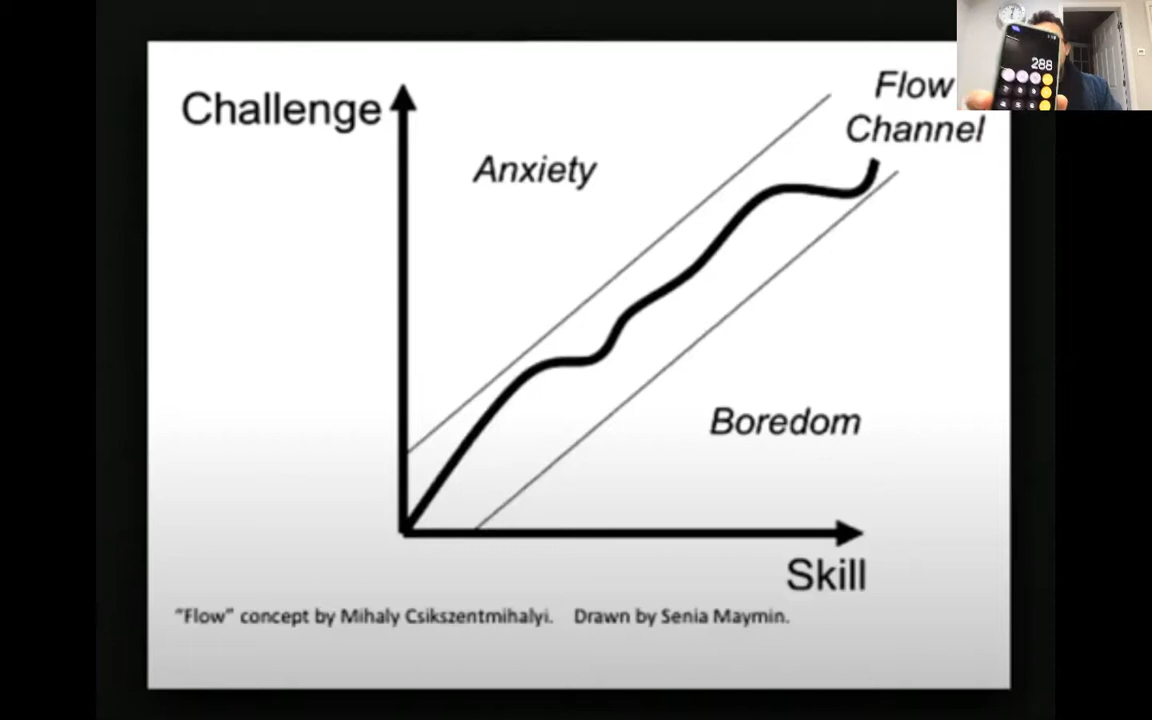 Challenge
Flow
Channel
Anxiety
Boredom
Skill
"Flow" concept by Mihaly Csikszentmihalyi. Drawn by Senia Maymin.
288